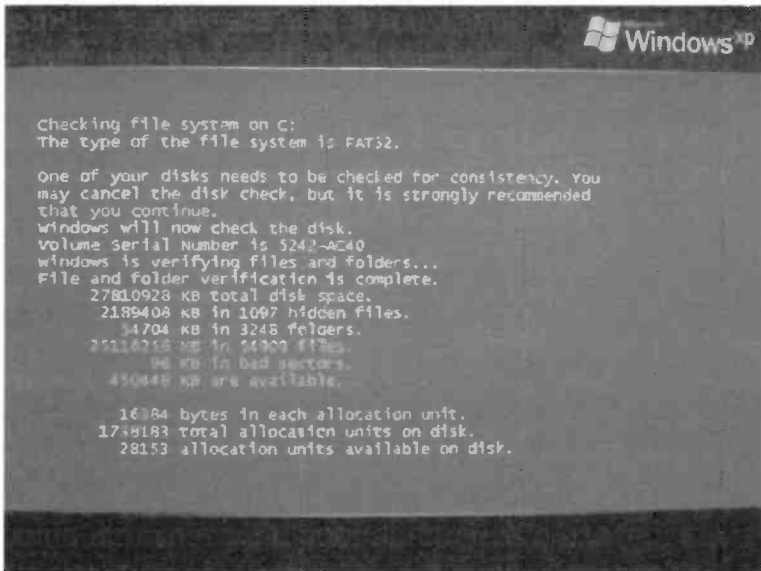 Windows xp
Checking file system on C:
The type of the file system is FAT32.
One of your disks needs to be checked for consistency. You
may cancel the disk check, but it is strongly recommended
that you continue.
Windows will now check the disk.
Volume Serial Number is 5242-AE40
Windows is verifying files and folders...
File and folder verification is complete.
27810928 KB total disk space.
2189408 KB in 1097 hidden files.
54704 KB in 3248 folders.
KB in files.
KB in bad sectors.
450448 KB are available.
16384 bytes in each allocation unit.
1738183 total allocation units on disk.
28153 allocation units available on disk.